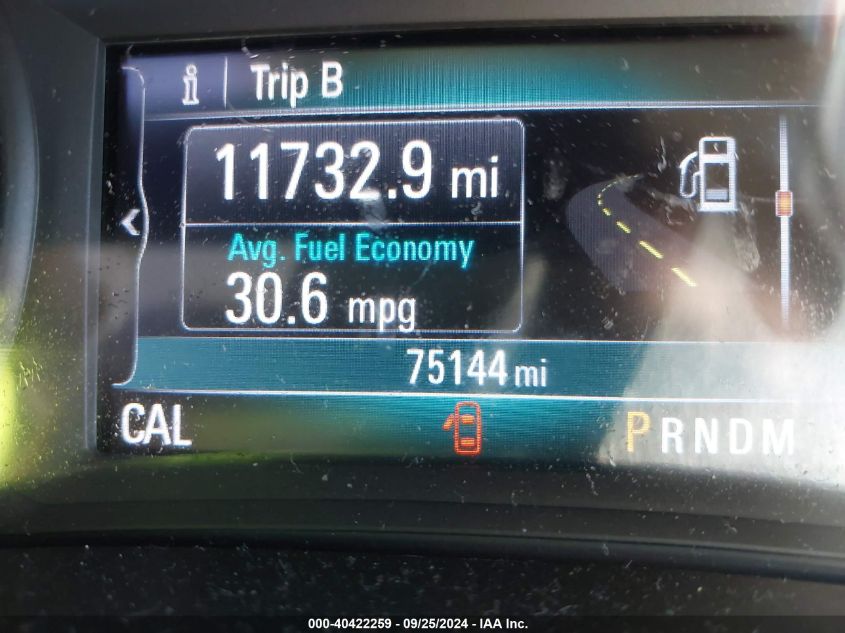 i Trip B
11732.9 mi
Avg. Fuel Economy
30.6 mpg
75144 mi
CAL PRNDM
000-40422259 - 09/25/2024 - IAA Inc.